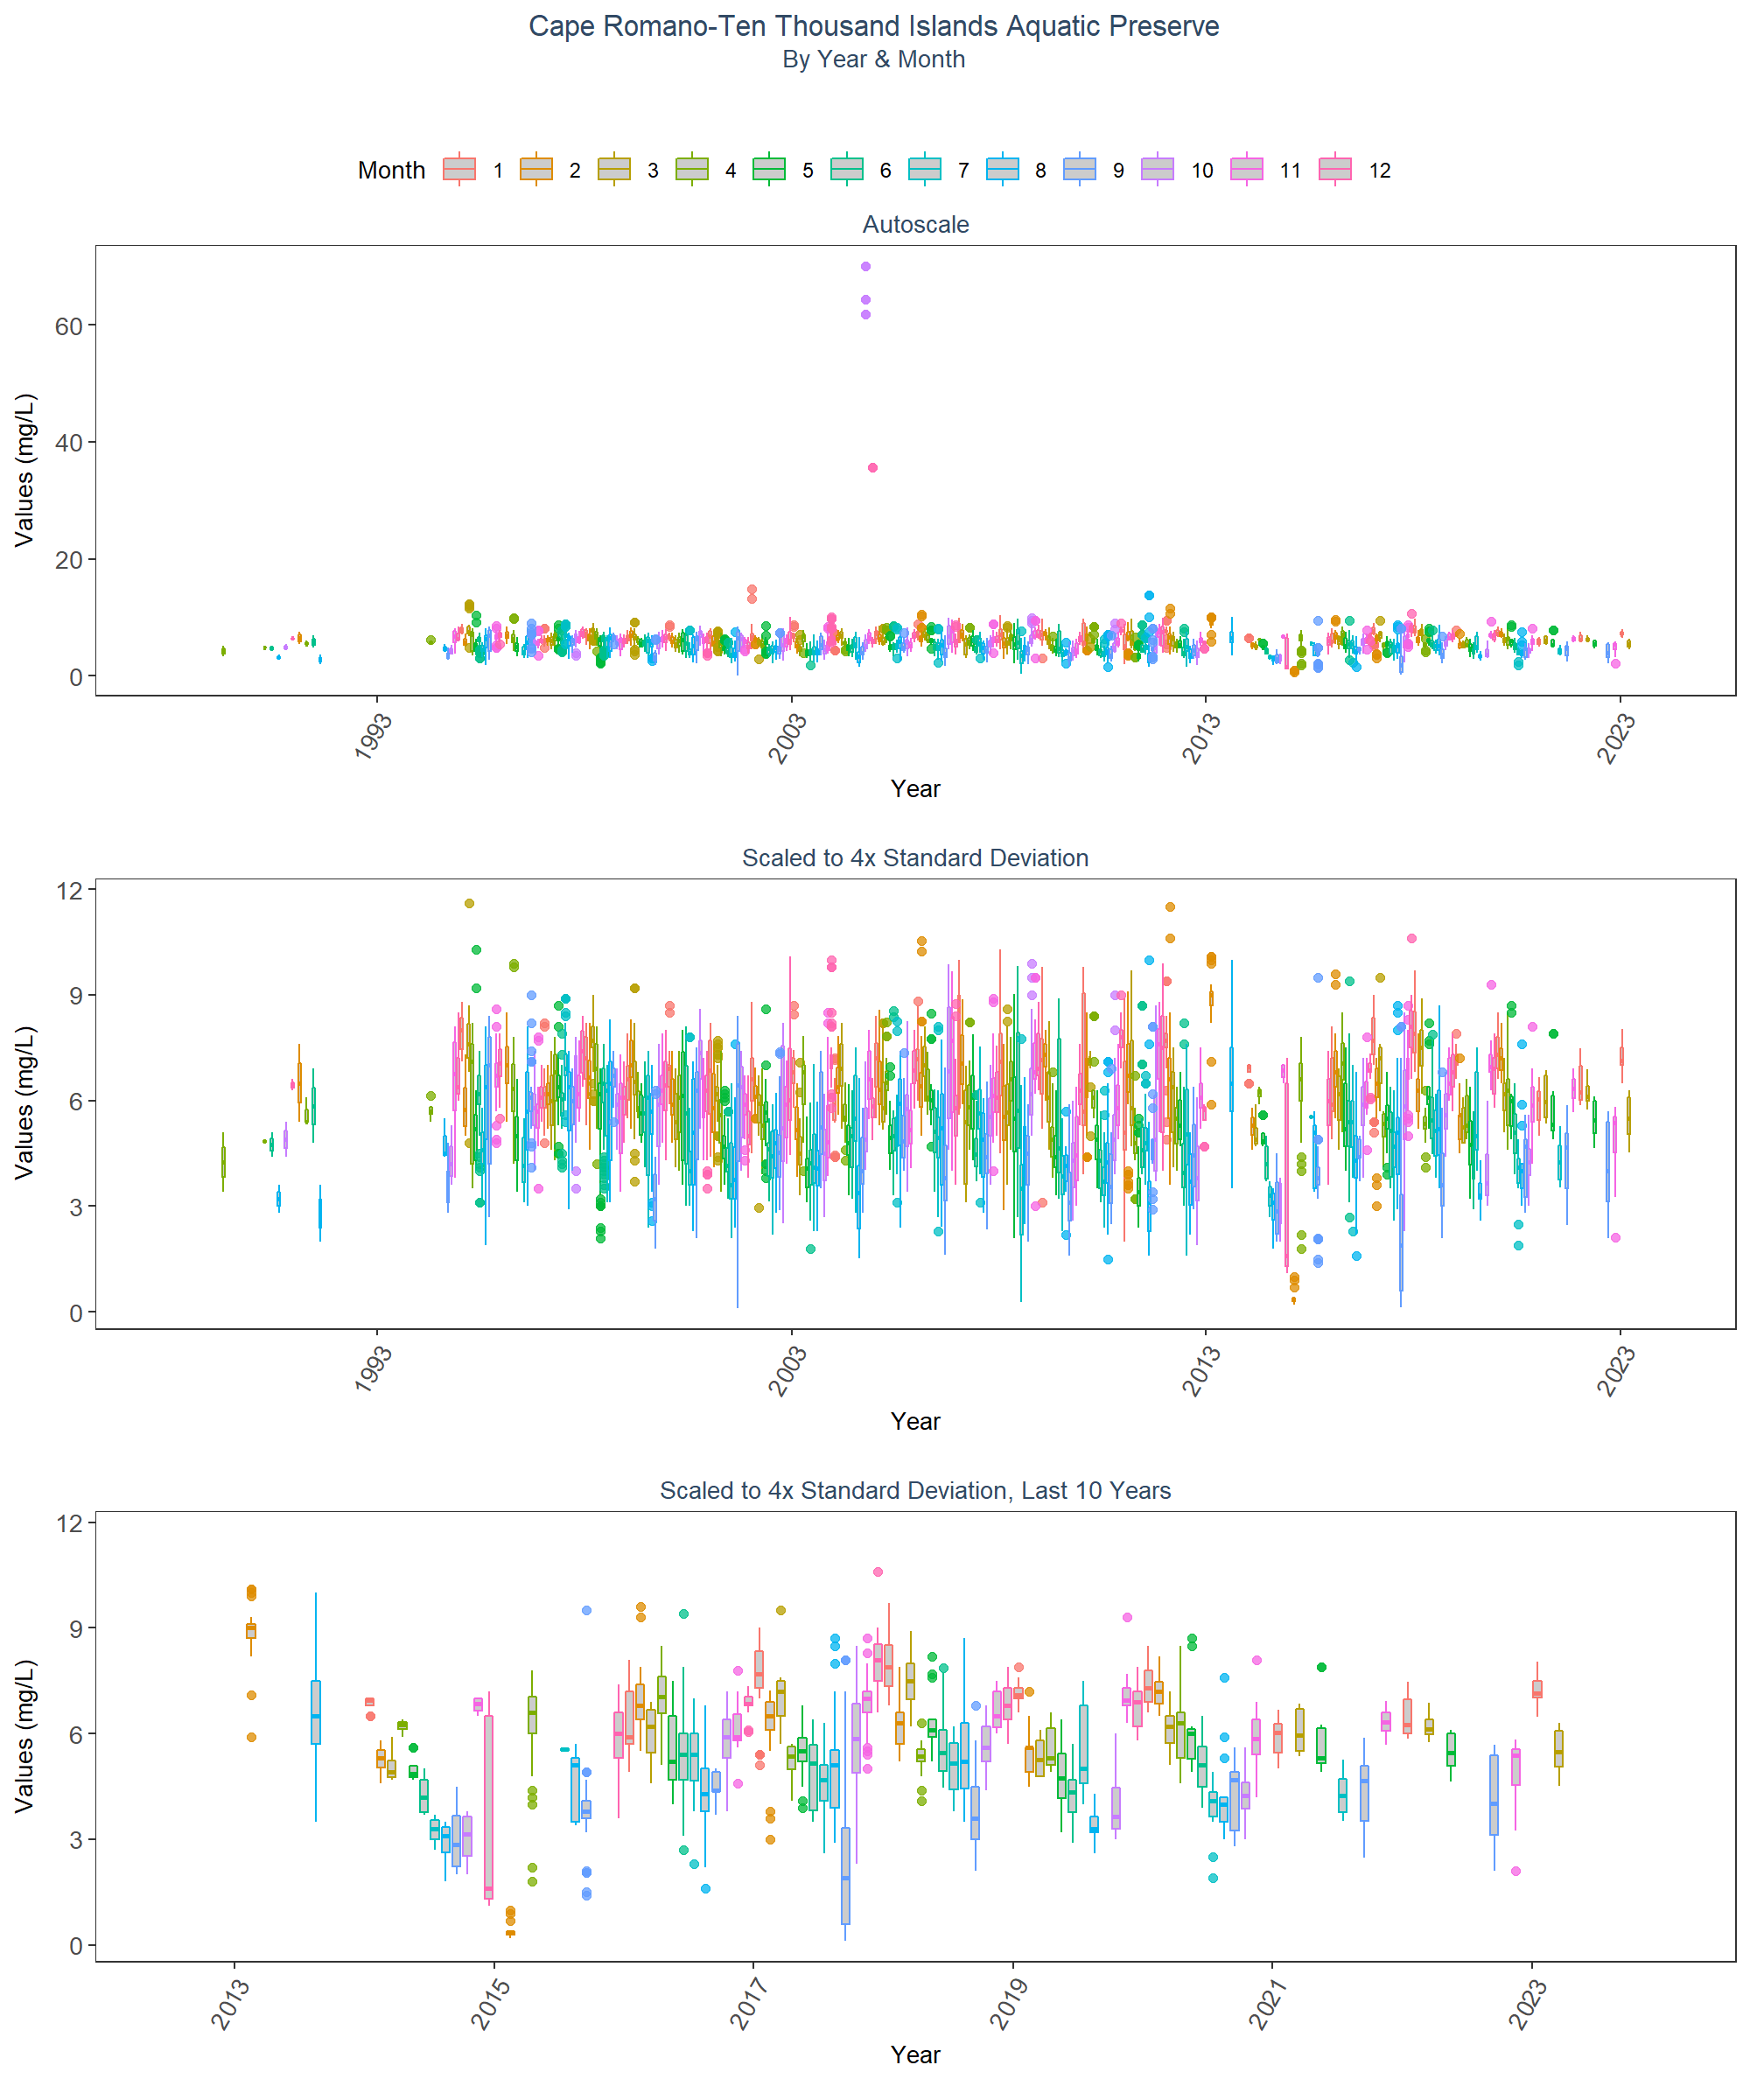 Cape Romano-Ten Thousand Islands Aquatic Preserve
By Year & Month
Month 1 2 3 4 5 6 7 8 9 10 11 12
Autoscale
Values (mg/L)
60
40
20
0
1993 2003 2013 2023
Year
Scaled to 4x Standard Deviation
Values (mg/L)
12
9
6
3
0
1993 2003 2013 2023
Year
Scaled to 4x Standard Deviation, Last 10 Years
Values (mg/L)
12
9
6
3
0
2013 2015 2017 2019 2021 2023
Year